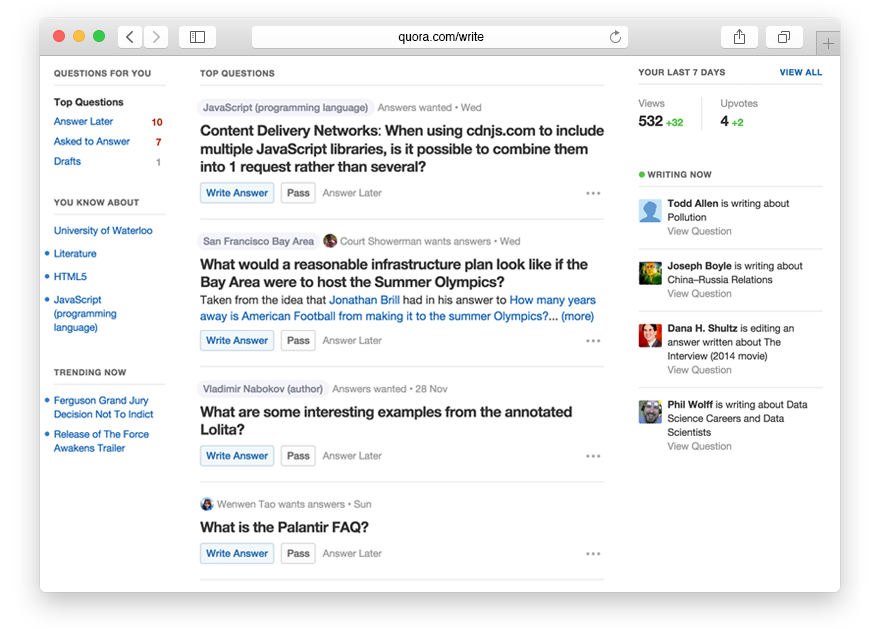 quora.com/write
QUESTIONS FOR YOU
Top Questions
Answer Later 10
Asked to Answer 7
Drafts 1
YOU KNOW ABOUT
University of Waterloo
Literature
HTML5
JavaScript
(programming
language)
TRENDING NOW
Ferguson Grand Jury
Decision Not To Indict
Release of The Force
Awakens Trailer
TOP QUESTIONS
JavaScript (programming language) Answers wanted • Wed
Content Delivery Networks: When using cdnjs.com to include
multiple JavaScript libraries, is it possible to combine them
into 1 request rather than several?
Write Answer Pass Answer Later
San Francisco Bay Area Court Showerman wants answers • Wed
What would a reasonable infrastructure plan look like if the
Bay Area were to host the Summer Olympics?
Taken from the idea that Jonathan Brill had in his answer to How many years
away is American Football from making it to the summer Olympics?... (more)
Write Answer Pass Answer Later
Vladimir Nabokov (author) Answers wanted • 28 Nov
What are some interesting examples from the annotated
Lolita?
Write Answer Pass Answer Later
Wenwen Tao wants answers • Sun
What is the Palantir FAQ?
Write Answer Pass Answer Later
YOUR LAST 7 DAYS VIEW ALL
Views Upvotes
532 +32 4 +2
WRITING NOW
Todd Allen is writing about
Pollution
View Question
Joseph Boyle is writing about
China–Russia Relations
View Question
Dana H. Shultz is editing an
answer written about The
Interview (2014 movie)
View Question
Phil Wolff is writing about Data
Science Careers and Data
Scientists
View Question